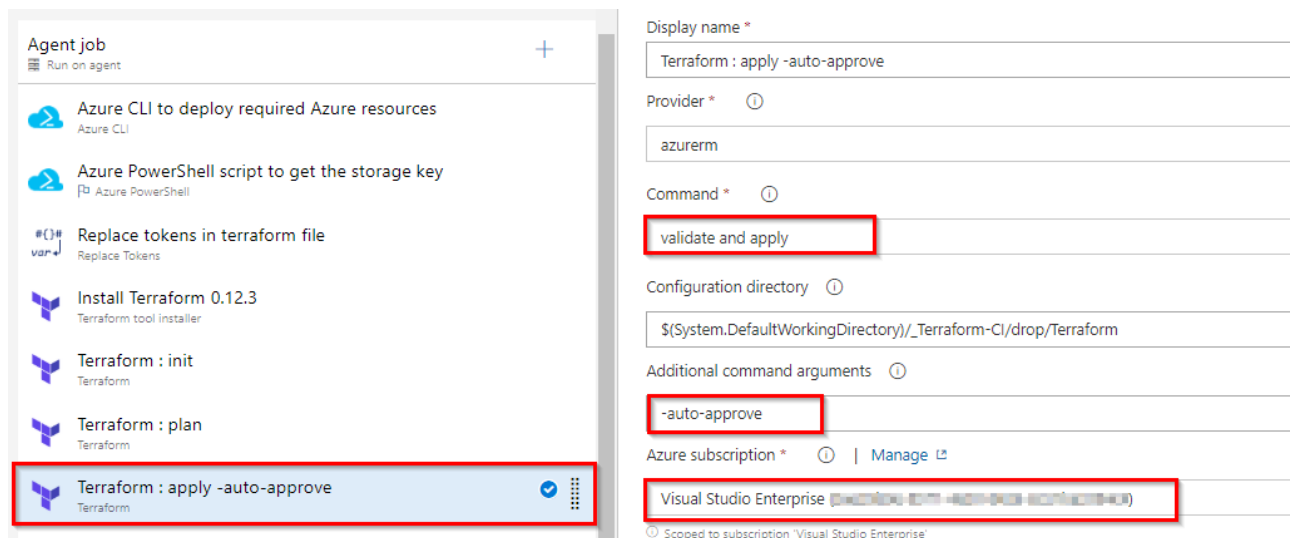 Agent job
Run on agent
Azure CLI to deploy required Azure resources
Azure CLI
Azure PowerShell script to get the storage key
Azure PowerShell
#{}#
var
Replace tokens in terraform file
Replace Tokens
Install Terraform 0.12.3
Terraform tool installer
Terraform : init
Terraform
Terraform : plan
Terraform
Terraform : apply -auto-approve
Terraform
Display name *
Terraform : apply -auto-approve
Provider *
azurerm
Command *
validate and apply
Configuration directory
$(System.DefaultWorkingDirectory)/_Terraform-CI/drop/Terraform
Additional command arguments
-auto-approve
Azure subscription * | Manage
Visual Studio Enterprise ()
Scoped to subscription 'Visual Studio Enterprise'